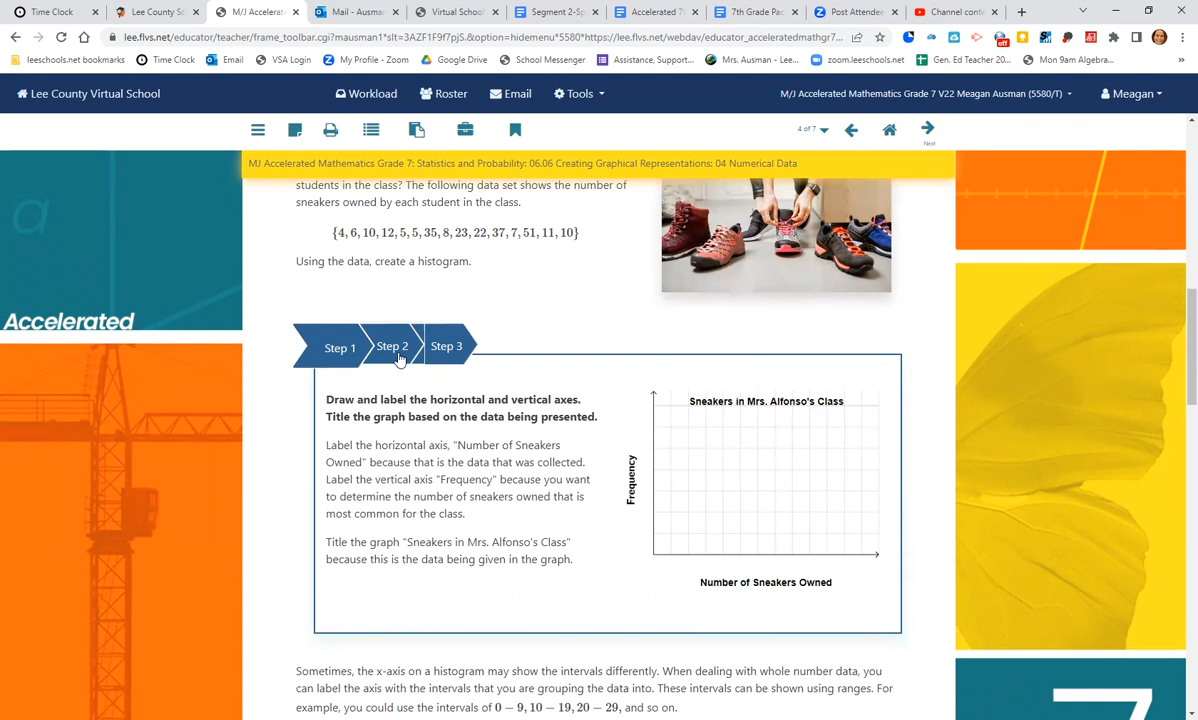 Time Clock
Lee County Sc
M/J Accelerat
Mail - Ausma
Virtual School
Segment 2-Sp
Accelerated 7
7th Grade Pac
Post Attendee
Channel conte
lee.flvs.net/educator/teacher/frame_toolbar.cgi?mausman1*slt=3AZF1F9f7pjS.&option=hidemenu*5580*https://lee.flvs.net/webdav/educator_acceleratedmathgr7...
off
leeschools.net bookmarks
Time Clock
Email
VSA Login
My Profile - Zoom
Google Drive
School Messenger
Assistance, Support...
Mrs. Ausman - Lee...
zoom.leeschools.net
Gen. Ed Teacher 20...
Mon 9am Algebra...
Lee County Virtual School
Workload
Roster
Email
Tools
M/J Accelerated Mathematics Grade 7 V22 Meagan Ausman (5580/T)
Meagan
4 of 7
Next
MJ Accelerated Mathematics Grade 7: Statistics and Probability: 06.06 Creating Graphical Representations: 04 Numerical Data
students in the class? The following data set shows the number of
sneakers owned by each student in the class.
{4, 6, 10, 12, 5, 5, 35, 8, 23, 22, 37, 7, 51, 11, 10}
Using the data, create a histogram.
a
Accelerated
Step 1
Step 2
Step 3
Draw and label the horizontal and vertical axes.
Title the graph based on the data being presented.
Label the horizontal axis, "Number of Sneakers
Owned" because that is the data that was collected.
Label the vertical axis "Frequency" because you want
to determine the number of sneakers owned that is
most common for the class.
Title the graph "Sneakers in Mrs. Alfonso's Class"
because this is the data being given in the graph.
Sneakers in Mrs. Alfonso's Class
Frequency
Number of Sneakers Owned
Sometimes, the x-axis on a histogram may show the intervals differently. When dealing with whole number data, you
can label the axis with the intervals that you are grouping the data into. These intervals can be shown using ranges. For
example, you could use the intervals of 0 − 9, 10 − 19, 20 − 29, and so on.
7